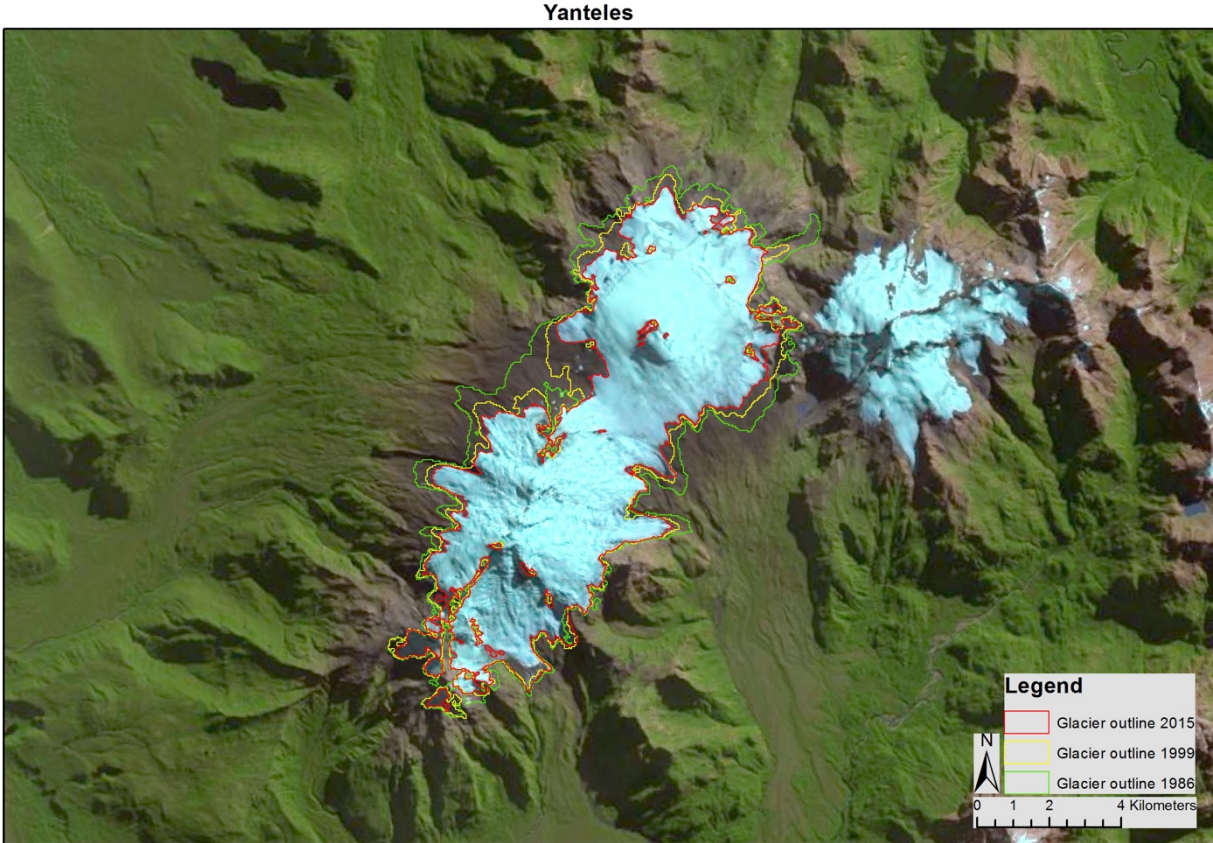 Yanteles
Legend
Glacier outline 2015
Glacier outline 1999
Glacier outline 1986
N
0 1 2 4 Kilometers